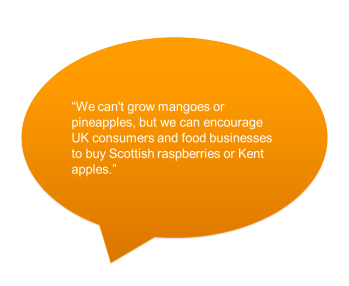 “We can't grow mangoes or
pineapples, but we can encourage
UK consumers and food businesses
to buy Scottish raspberries or Kent
apples.”